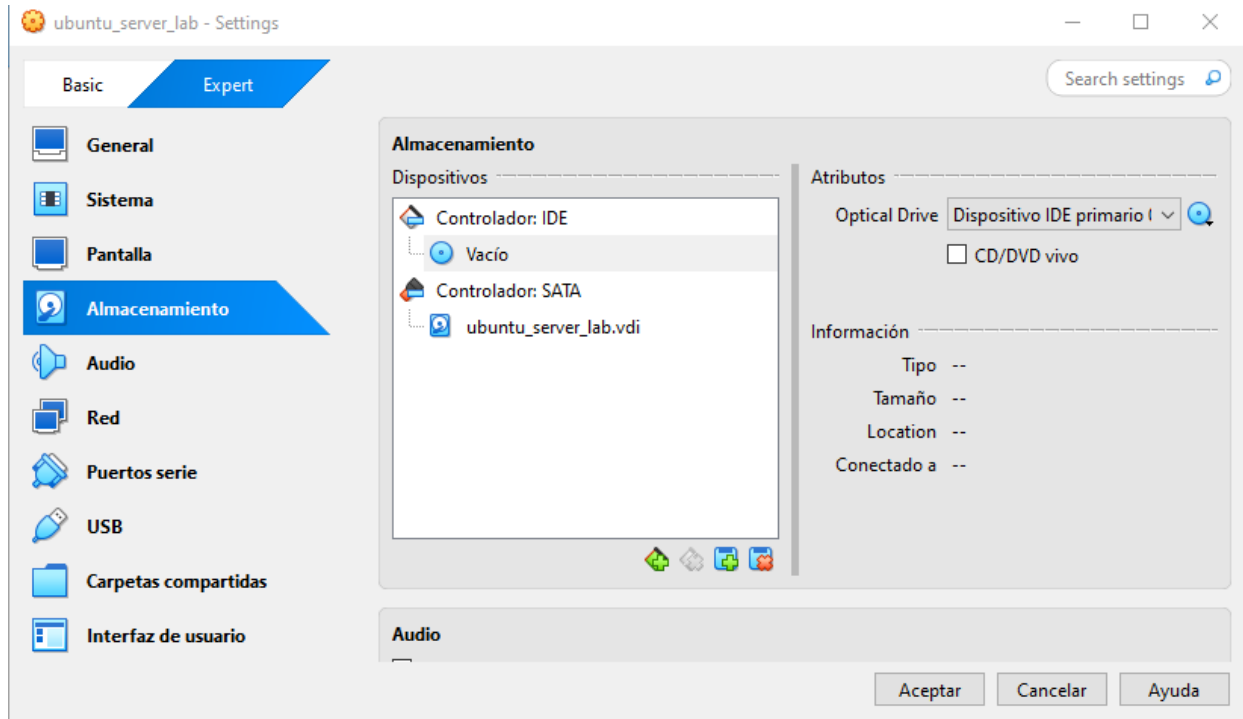 ubuntu_server_lab - Settings
Basic
Expert
Search settings
General
Sistema
Pantalla
Almacenamiento
Audio
Red
Puertos serie
USB
Carpetas compartidas
Interfaz de usuario
Almacenamiento
Dispositivos
Controlador: IDE
Vacío
Controlador: SATA
ubuntu_server_lab.vdi
Atributos
Optical Drive Dispositivo IDE primario
CD/DVD vivo
Información
Tipo --
Tamaño --
Location --
Conectado a --
Audio
Aceptar
Cancelar
Ayuda